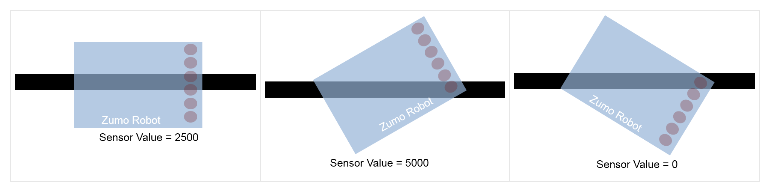 Zumo Robot
Sensor Value = 2500
Zumo Robot
Sensor Value = 5000
Zumo Robot
Sensor Value = 0